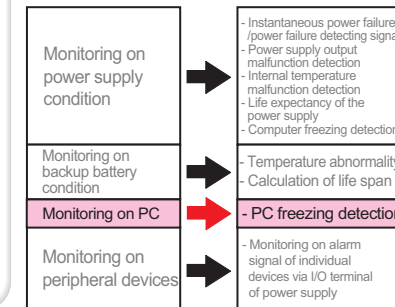 Monitoring on
power supply
condition
- Instantaneous power failure
/power failure detecting signal
- Power supply output
malfunction detection
- Internal temperature
malfunction detection
- Life expectancy of the
power supply
- Computer freezing detection
Monitoring on
backup battery
condition
- Temperature abnormality
- Calculation of life span
Monitoring on PC
- PC freezing detection
Monitoring on
peripheral devices
- Monitoring on alarm
signal of individual
devices via I/O terminal
of power supply